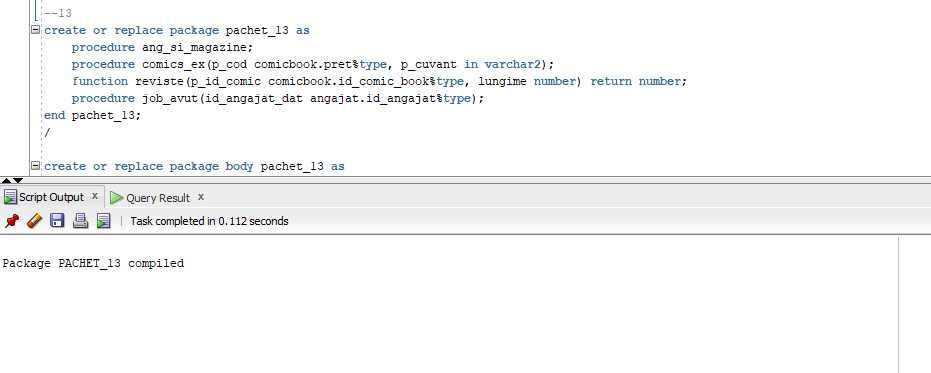 --13
create or replace package pachet_13 as
procedure ang_si_magazine;
procedure comics_ex(p_cod comicbook.pret%type, p_cuvant in varchar2);
function reviste(p_id_comic comicbook.id_comic_book%type, lungime number) return number;
procedure job_avut(id_angajat_dat angajat.id_angajat%type);
end pachet_13;
/
create or replace package body pachet_13 as
Script Output x Query Result x
Task completed in 0.112 seconds
Package PACHET_13 compiled